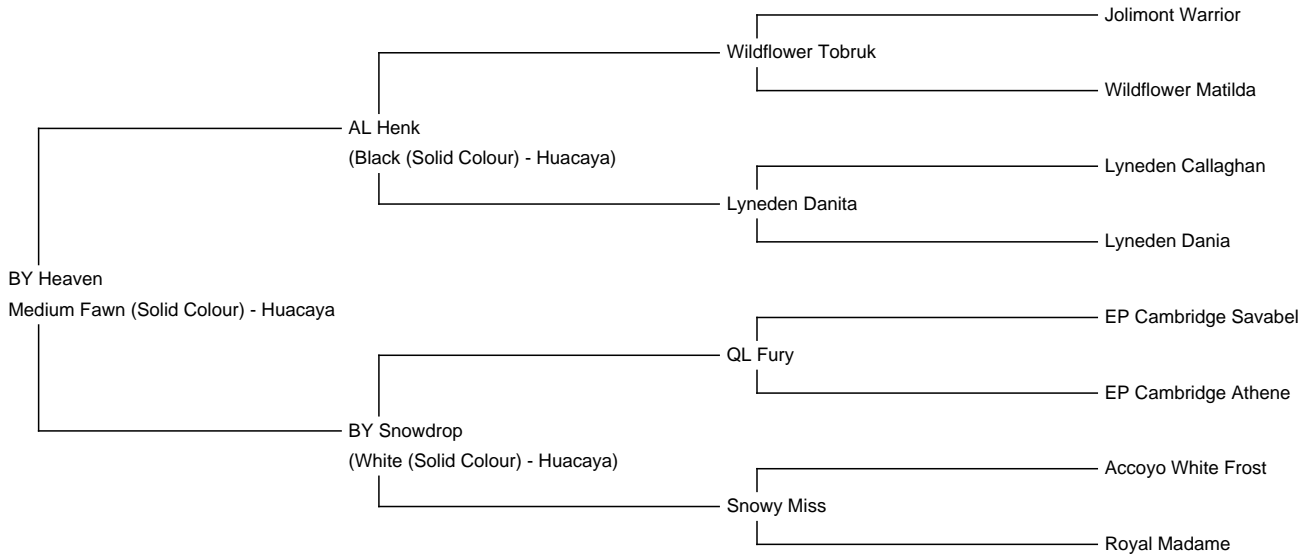 Jolimont Warrior
Wildflower Tobruk
Wildflower Matilda
AL Henk
(Black (Solid Colour) - Huacaya)
Lyneden Callaghan
Lyneden Danita
Lyneden Dania
BY Heaven
Medium Fawn (Solid Colour) - Huacaya
EP Cambridge Savabel
QL Fury
EP Cambridge Athene
BY Snowdrop
(White (Solid Colour) - Huacaya)
Accoyo White Frost
Snowy Miss
Royal Madame